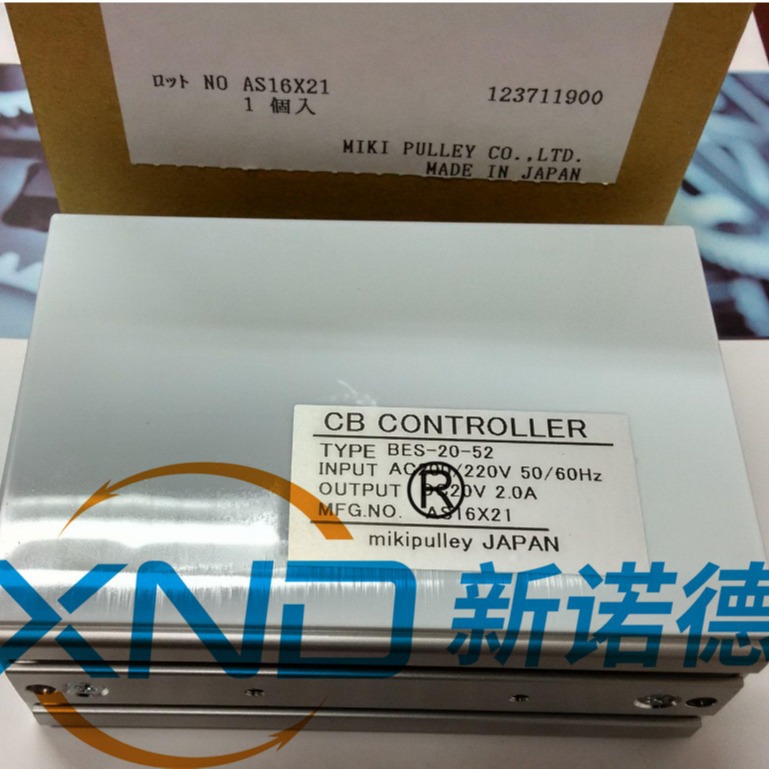 ロット NO AS16X21
1 個入
123711900
MIKI PULLEY CO.,LTD.
MADE IN JAPAN
CB CONTROLLER
TYPE BES-20-52
INPUT AC200/220V 50/60Hz
OUTPUT DC20V 2.0A
MFG.NO. AS16X21
mikipulley JAPAN
®
XND 新诺德